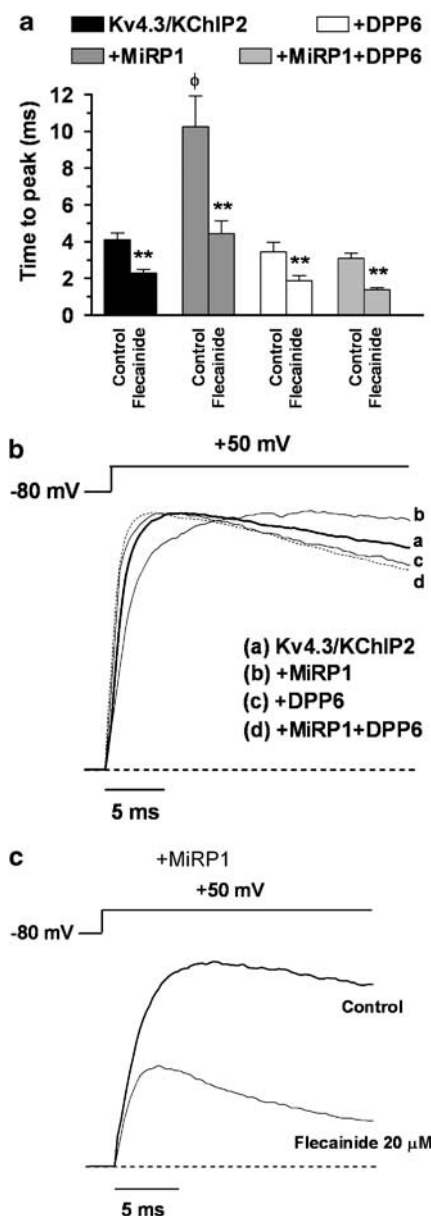 a
Kv4.3/KChIP2 +DPP6
+MiRP1 +MiRP1+DPP6
Time to peak (ms)
12
10
8
6
4
2
0
ϕ
**
**
**
**
Control
Flecainide
Control
Flecainide
Control
Flecainide
Control
Flecainide
b
+50 mV
-80 mV
b
a
c
d
(a) Kv4.3/KChIP2
(b) +MiRP1
(c) +DPP6
(d) +MiRP1+DPP6
5 ms
c
+MiRP1
+50 mV
-80 mV
Control
Flecainide 20 μM
5 ms